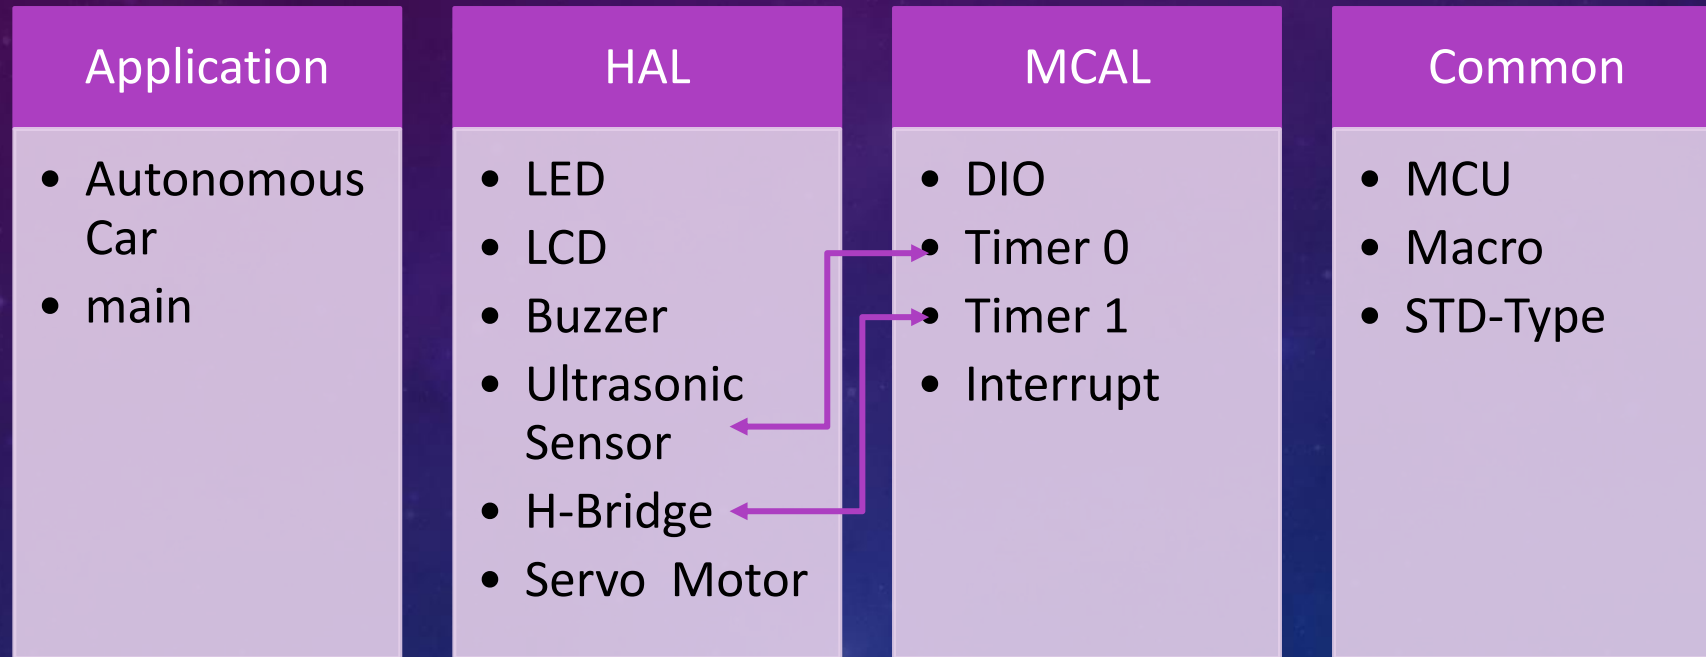 Application
• Autonomous
Car
• main
HAL
• LED
• LCD
• Buzzer
• Ultrasonic
Sensor
• H-Bridge
• Servo  Motor
MCAL
• DIO
• Timer 0
• Timer 1
• Interrupt
Common
• MCU
• Macro
• STD-Type